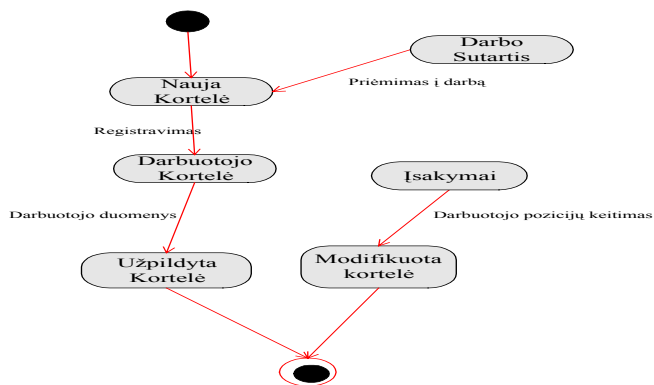 Darbo
Sutartis
Priėmimas į darbą
Nauja
Kortelė
Registravimas
Darbuotojo
Kortelė
Įsakymai
Darbuotojo duomenys
Darbuotojo pozicijų keitimas
Užpildyta
Kortelė
Modifikuota
kortelė